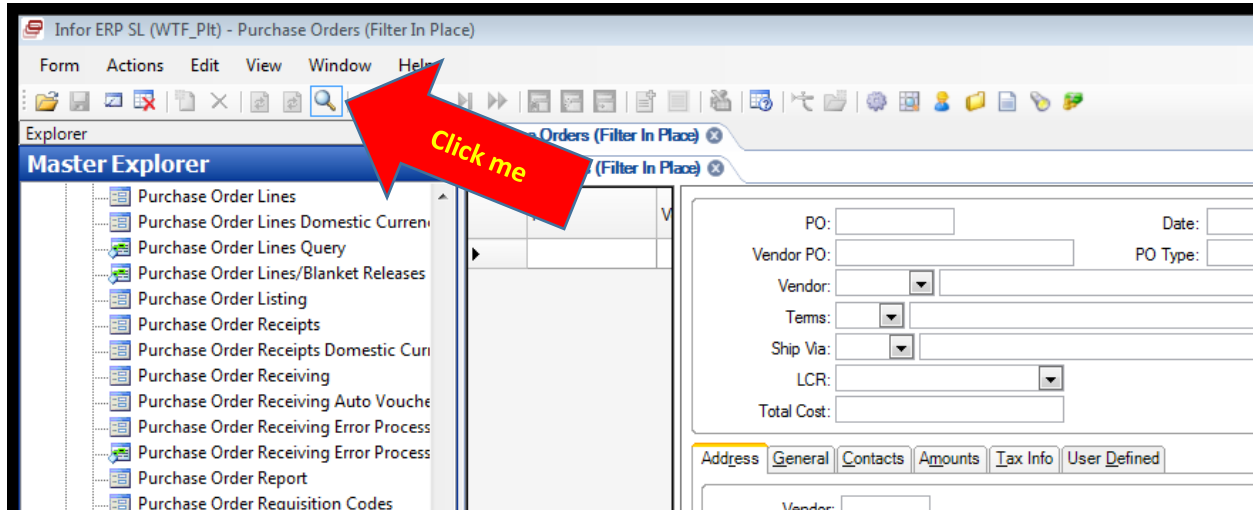 Infor ERP SL (WTF_Plt) - Purchase Orders (Filter In Place)
Form Actions Edit View Window Help
Explorer
Orders (Filter In Place)
Master Explorer
(Filter In Place)
Click me
Purchase Order Lines
Purchase Order Lines Domestic Curren
Purchase Order Lines Query
Purchase Order Lines/Blanket Releases
Purchase Order Listing
Purchase Order Receipts
Purchase Order Receipts Domestic Curr
Purchase Order Receiving
Purchase Order Receiving Auto Vouche
Purchase Order Receiving Error Process
Purchase Order Receiving Error Process
Purchase Order Report
Purchase Order Requisition Codes
V
PO:
Date:
Vendor PO:
PO Type:
Vendor:
Terms:
Ship Via:
LCR:
Total Cost:
Address General Contacts Amounts Tax Info User Defined
Vendor: